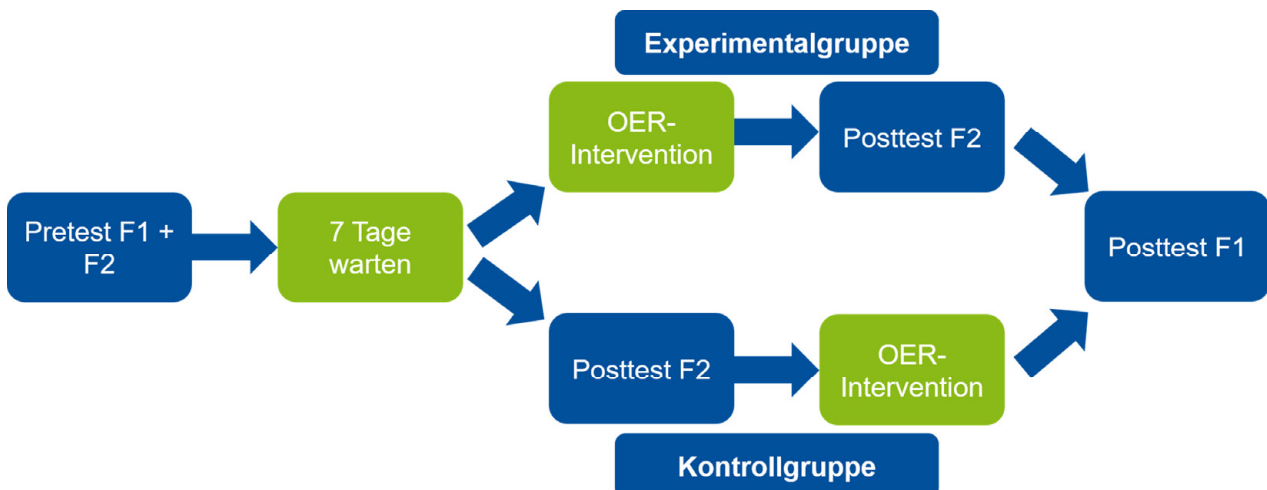 Experimentalgruppe
OER-
Intervention
Posttest F2
Pretest F1 +
F2
7 Tage
warten
Posttest F1
Posttest F2
OER-
Intervention
Kontrollgruppe